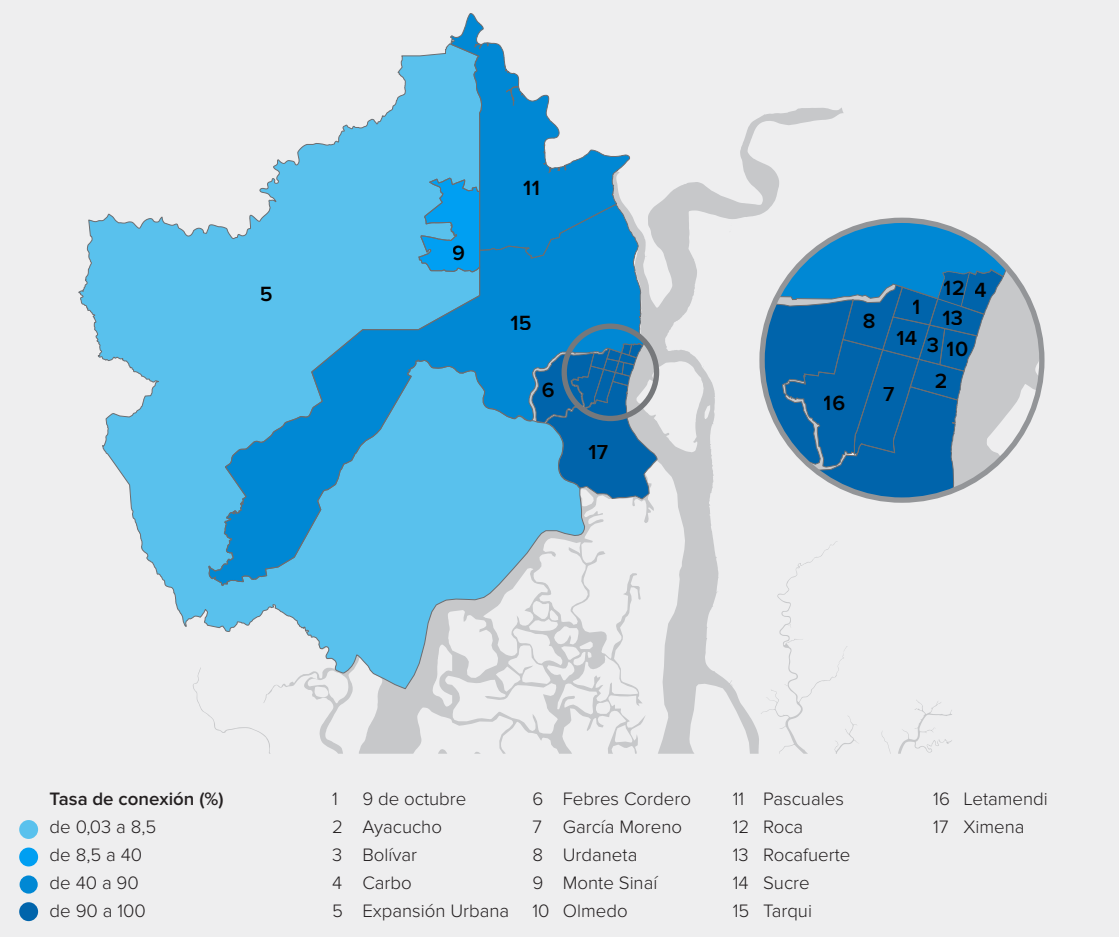 11
9
5
15
6
17
12
4
1
13
8
14
3
10
2
7
16
Tasa de conexión (%)
de 0,03 a 8,5
de 8,5 a 40
de 40 a 90
de 90 a 100
1 9 de octubre
2 Ayacucho
3 Bolívar
4 Carbo
5 Expansión Urbana
6 Febres Cordero
7 García Moreno
8 Urdaneta
9 Monte Sinaí
10 Olmedo
11 Pascuales
12 Roca
13 Rocafuerte
14 Sucre
15 Tarqui
16 Letamendi
17 Ximena